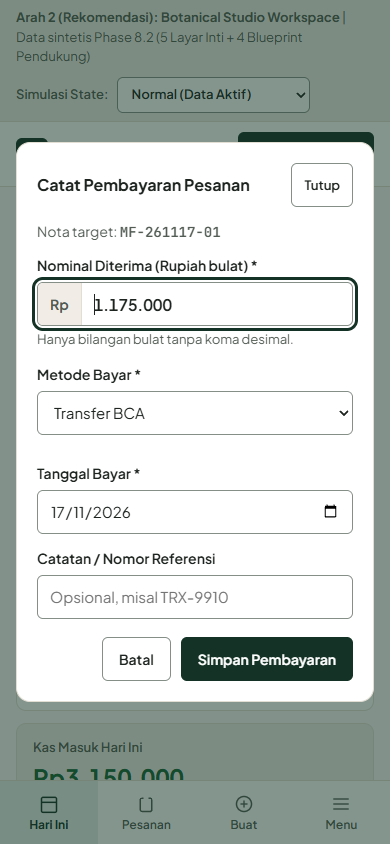 Arah 2 (Rekomendasi): Botanical Studio Workspace |
Data sintetis Phase 8.2 (5 Layar Inti + 4 Blueprint
Pendukung)
Simulasi State:
Normal (Data Aktif)
Catat Pembayaran Pesanan
Tutup
Nota target: MF-261117-01
Nominal Diterima (Rupiah bulat) *
Rp
1.175.000
Hanya bilangan bulat tanpa koma desimal.
Metode Bayar *
Transfer BCA
Tanggal Bayar *
17/11/2026
Catatan / Nomor Referensi
Opsional, misal TRX-9910
Batal
Simpan Pembayaran
Kas Masuk Hari Ini
Rp3.150.000
Hari Ini
Pesanan
Buat
Menu